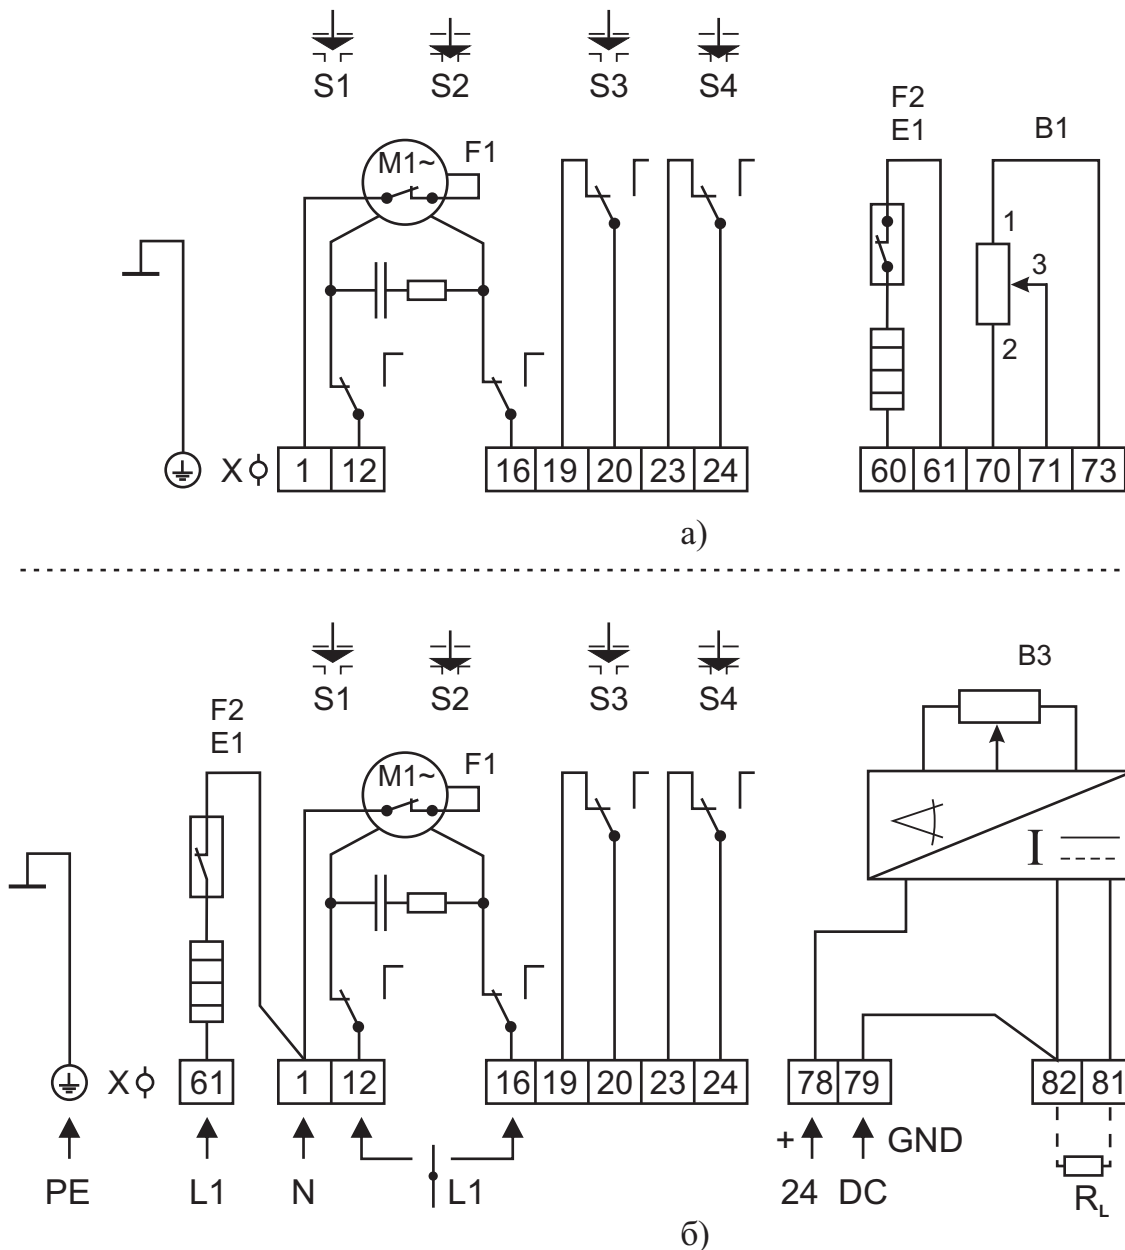 S1 S2 S3 S4
F2
E1 B1
M1~ F1
1
3
2
X 1 12 16 19 20 23 24 60 61 70 71 73
а)
S1 S2 S3 S4 B3
F2
E1
M1~ F1
I
X 61 1 12 16 19 20 23 24 78 79 82 81
+ GND
PE L1 N L1 24 DC RL
б)